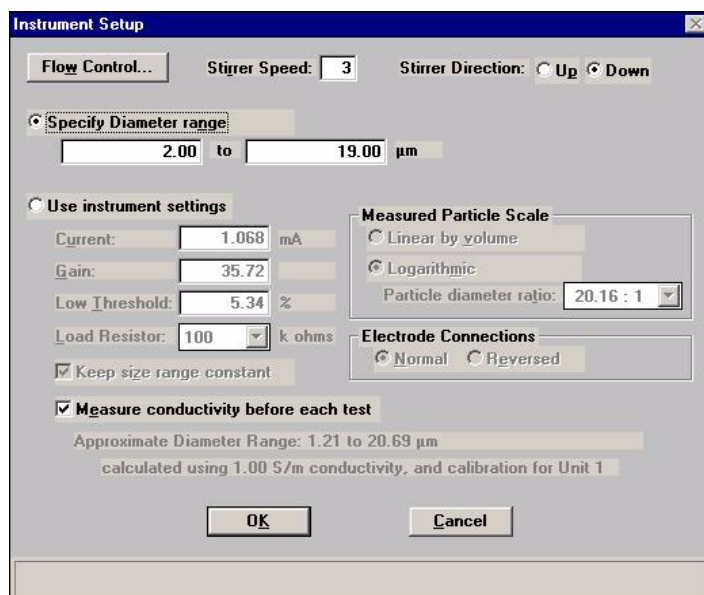 Instrument Setup
Flow Control... Stirrer Speed: 3 Stirrer Direction: Up Down
Specify Diameter range
2.00 to 19.00 µm
Use instrument settings
Current: 1.068 mA
Gain: 35.72
Low Threshold: 5.34 %
Load Resistor: 100 k ohms
Keep size range constant
Measured Particle Scale
Linear by volume
Logarithmic
Particle diameter ratio: 20.16 : 1
Electrode Connections
Normal Reversed
Measure conductivity before each test
Approximate Diameter Range: 1.21 to 20.69 µm
calculated using 1.00 S/m conductivity, and calibration for Unit 1
OK Cancel